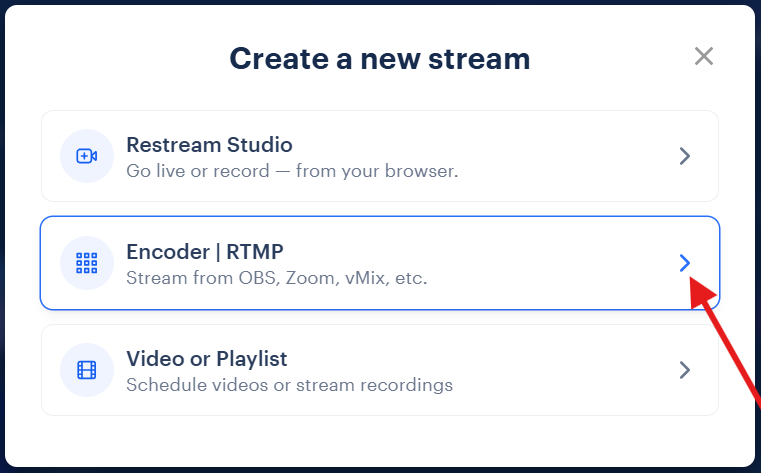 Create a new stream
Restream Studio
Go live or record — from your browser.
Encoder | RTMP
Stream from OBS, Zoom, vMix, etc.
Video or Playlist
Schedule videos or stream recordings